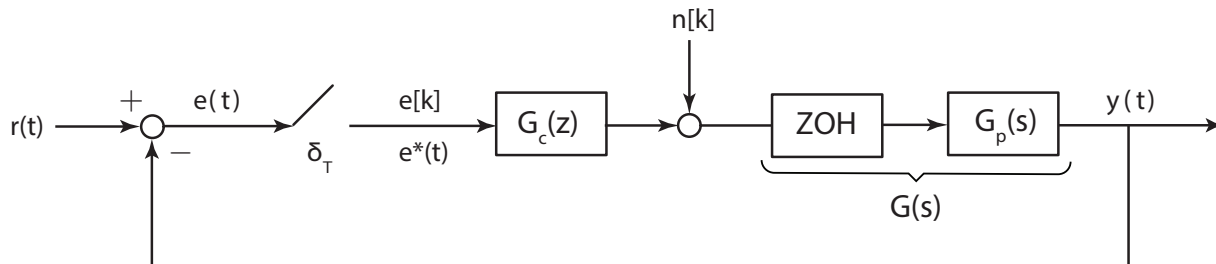 n[k]
+
e(t)
e[k]
r(t)
G_c(z)
ZOH
G_p(s)
y(t)
−
δ_T
e*(t)
G(s)